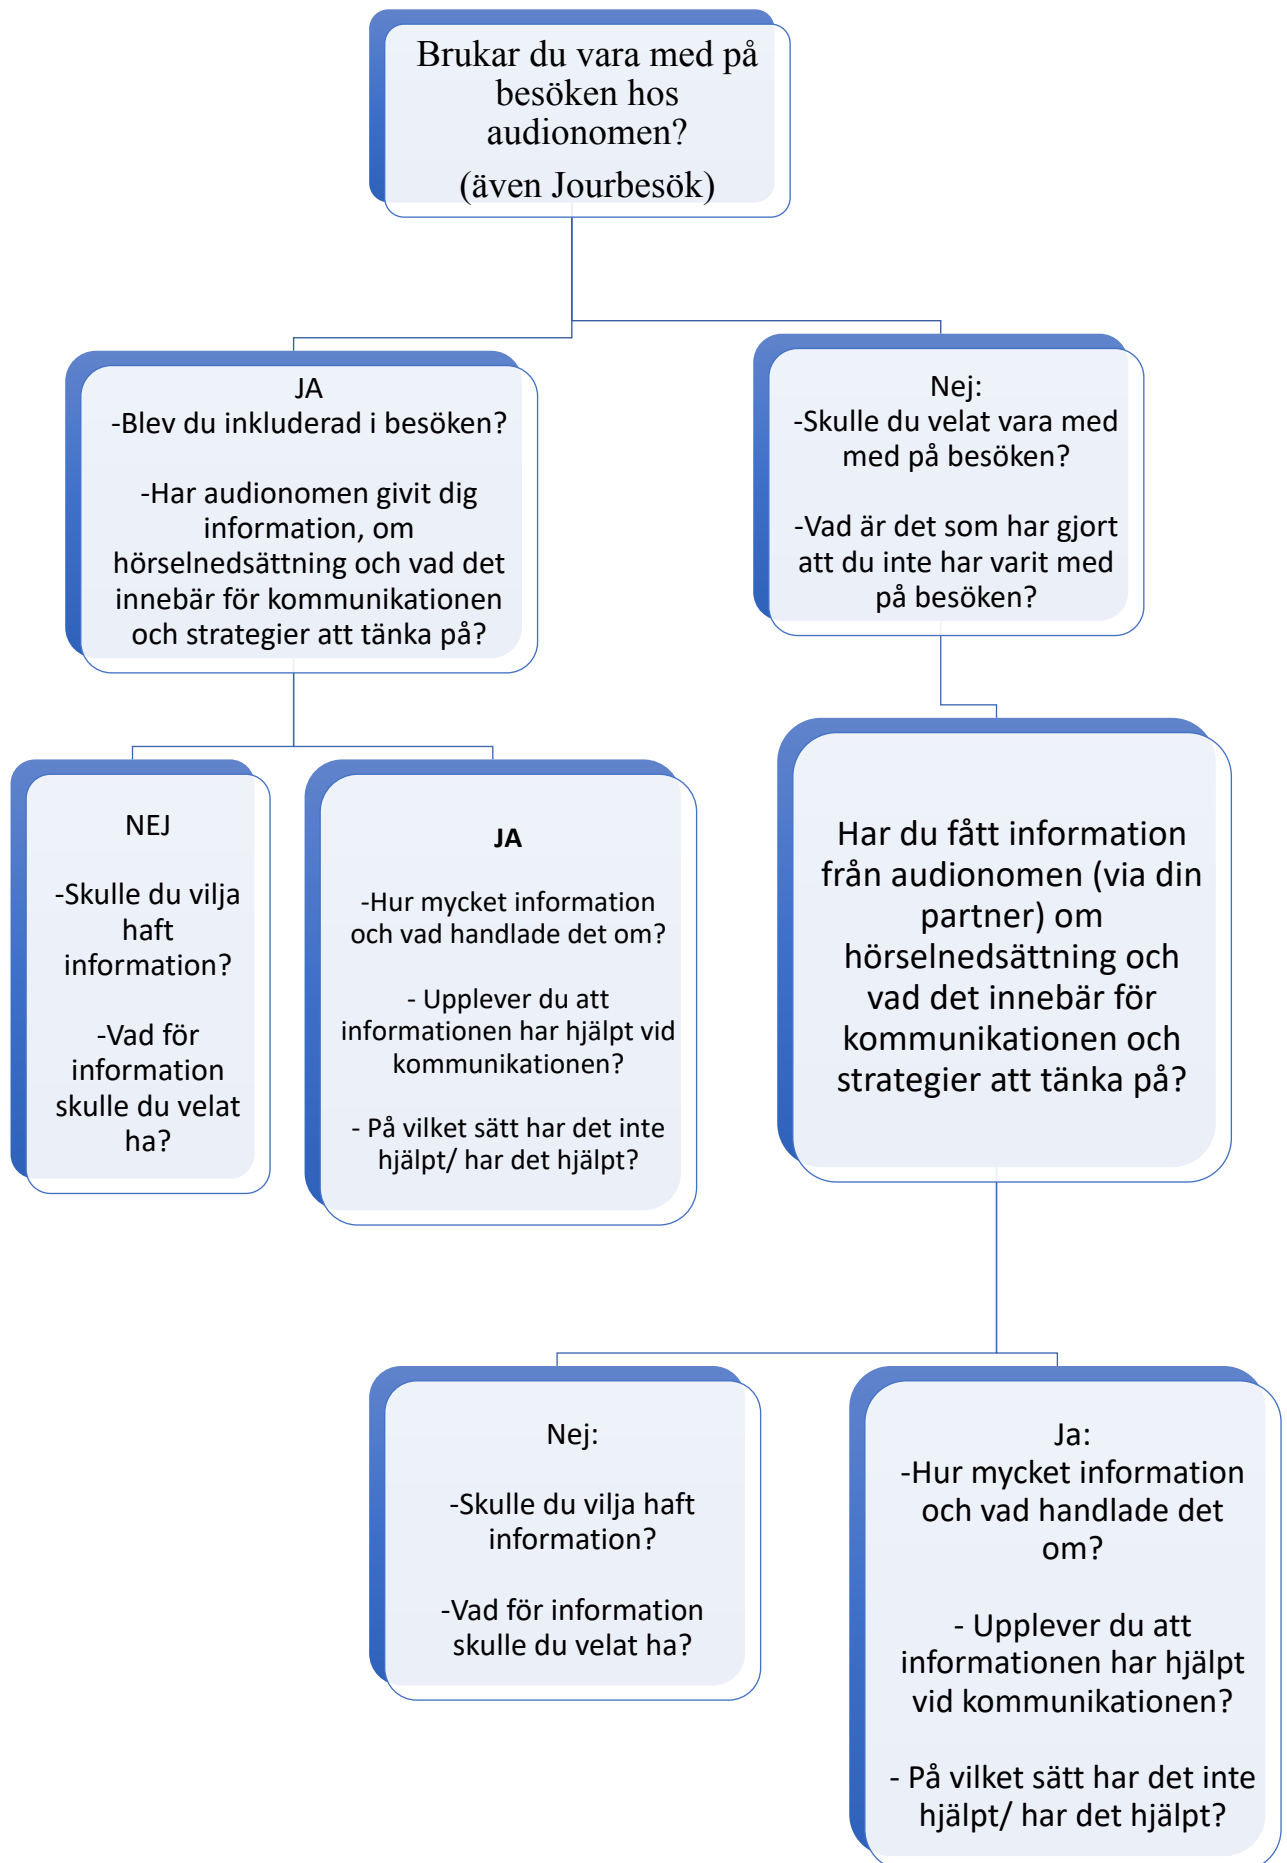 Brukar du vara med på
besöken hos
audionomen?
(även Jourbesök)
JA
-Blev du inkluderad i besöken?
-Har audionomen givit dig
information, om
hörselnedsättning och vad det
innebär för kommunikationen
och strategier att tänka på?
Nej:
-Skulle du velat vara med
med på besöken?
-Vad är det som har gjort
att du inte har varit med
på besöken?
NEJ
-Skulle du vilja
haft
information?
-Vad för
information
skulle du velat
ha?
JA
-Hur mycket information
och vad handlade det om?
- Upplever du att
informationen har hjälpt vid
kommunikationen?
- På vilket sätt har det inte
hjälpt/ har det hjälpt?
Har du fått information
från audionomen (via din
partner) om
hörselnedsättning och
vad det innebär för
kommunikationen och
strategier att tänka på?
Nej:
-Skulle du vilja haft
information?
-Vad för information
skulle du velat ha?
Ja:
-Hur mycket information
och vad handlade det
om?
- Upplever du att
informationen har hjälpt
vid kommunikationen?
- På vilket sätt har det inte
hjälpt/ har det hjälpt?